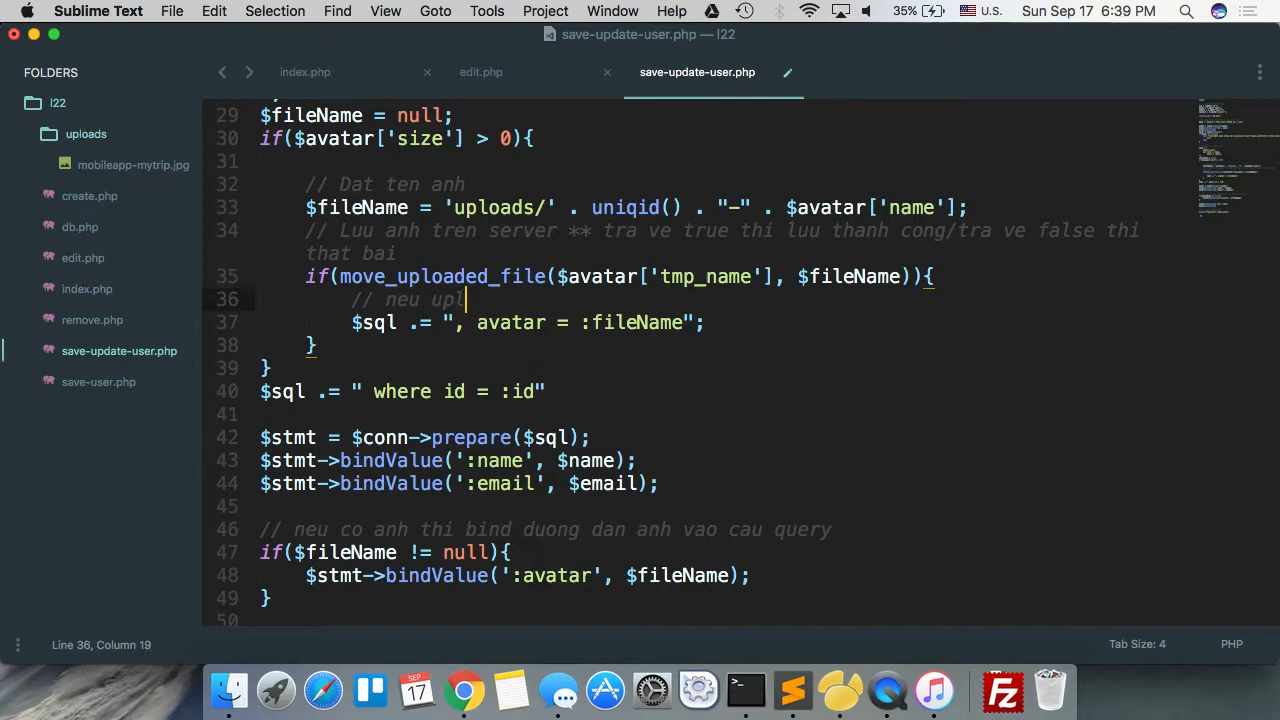 Sublime Text File Edit Selection Find View Goto Tools Project Window Help 35% U.S. Sun Sep 17 6:39 PM
save-update-user.php — l22
FOLDERS
l22
uploads
mobileapp-mytrip.jpg
create.php
db.php
edit.php
index.php
remove.php
save-update-user.php
save-user.php
index.php × edit.php × save-update-user.php
29 $fileName = null;
30 if($avatar['size'] > 0){
31
32 // Dat ten anh
33 $fileName = 'uploads/' . uniqid() . "-" . $avatar['name'];
34 // Luu anh tren server ** tra ve true thi luu thanh cong/tra ve false thi
that bai
35 if(move_uploaded_file($avatar['tmp_name'], $fileName)){
36 // neu upl
37 $sql .= ", avatar = :fileName";
38 }
39 }
40 $sql .= " where id = :id"
41
42 $stmt = $conn->prepare($sql);
43 $stmt->bindValue(':name', $name);
44 $stmt->bindValue(':email', $email);
45
46 // neu co anh thi bind duong dan anh vao cau query
47 if($fileName != null){
48 $stmt->bindValue(':avatar', $fileName);
49 }
50
Line 36, Column 19 Tab Size: 4 PHP
SEP
17
Fz